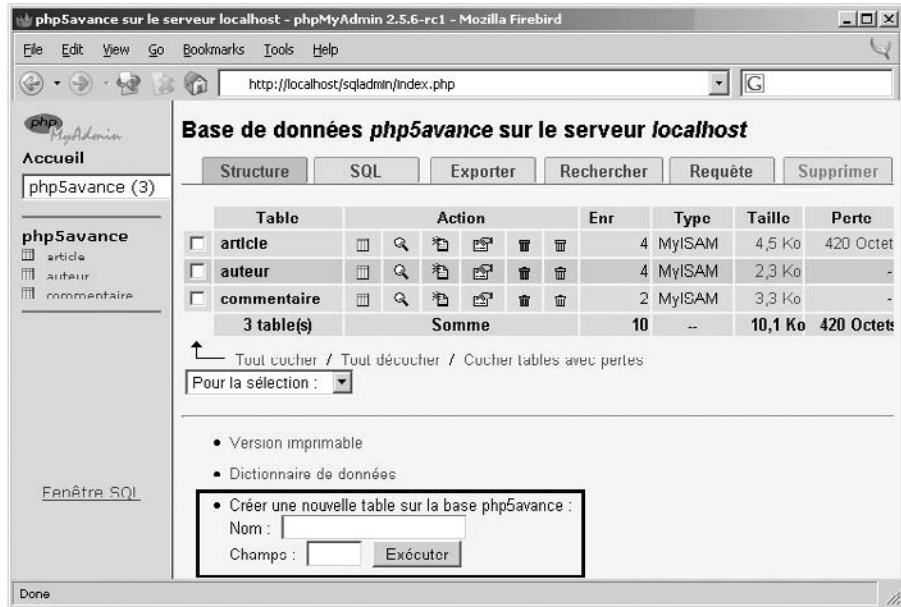 php5avance sur le serveur localhost - phpMyAdmin 2.5.6-rc1 - Mozilla Firebird
File Edit View Go Bookmarks Tools Help
http://localhost/sqladmin/index.php
G
php
MyAdmin
Accueil
php5avance (3)
php5avance
article
auteur
commentaire
Fenêtre SQL
Base de données php5avance sur le serveur localhost
Structure SQL Exporter Rechercher Requête Supprimer
Table Action Enr Type Taille Perte
article 4 MyISAM 4,5 Ko 420 Octet
auteur 4 MyISAM 2,3 Ko -
commentaire 2 MyISAM 3,3 Ko -
3 table(s) Somme 10 -- 10,1 Ko 420 Octets
Tout cocher / Tout décocher / Cocher tables avec pertes
Pour la sélection :
Version imprimable
Dictionnaire de données
Créer une nouvelle table sur la base php5avance :
Nom :
Champs : Exécuter
Done